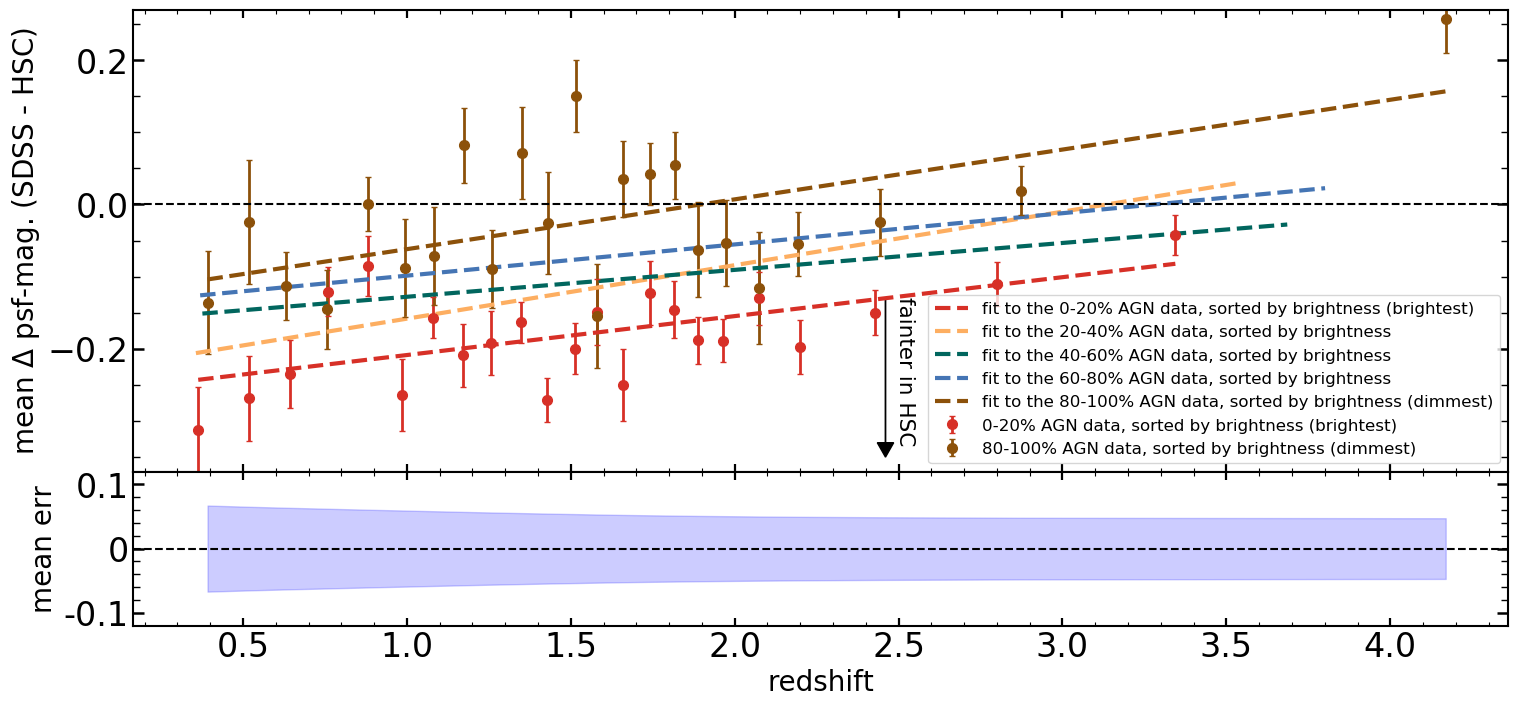 mean Δ psf-mag. (SDSS - HSC)
0.2
0.0
−0.2
fainter in HSC
fit to the 0-20% AGN data, sorted by brightness (brightest)
fit to the 20-40% AGN data, sorted by brightness
fit to the 40-60% AGN data, sorted by brightness
fit to the 60-80% AGN data, sorted by brightness
fit to the 80-100% AGN data, sorted by brightness (dimmest)
0-20% AGN data, sorted by brightness (brightest)
80-100% AGN data, sorted by brightness (dimmest)
mean err
0.1
0
-0.1
0.5 1.0 1.5 2.0 2.5 3.0 3.5 4.0
redshift